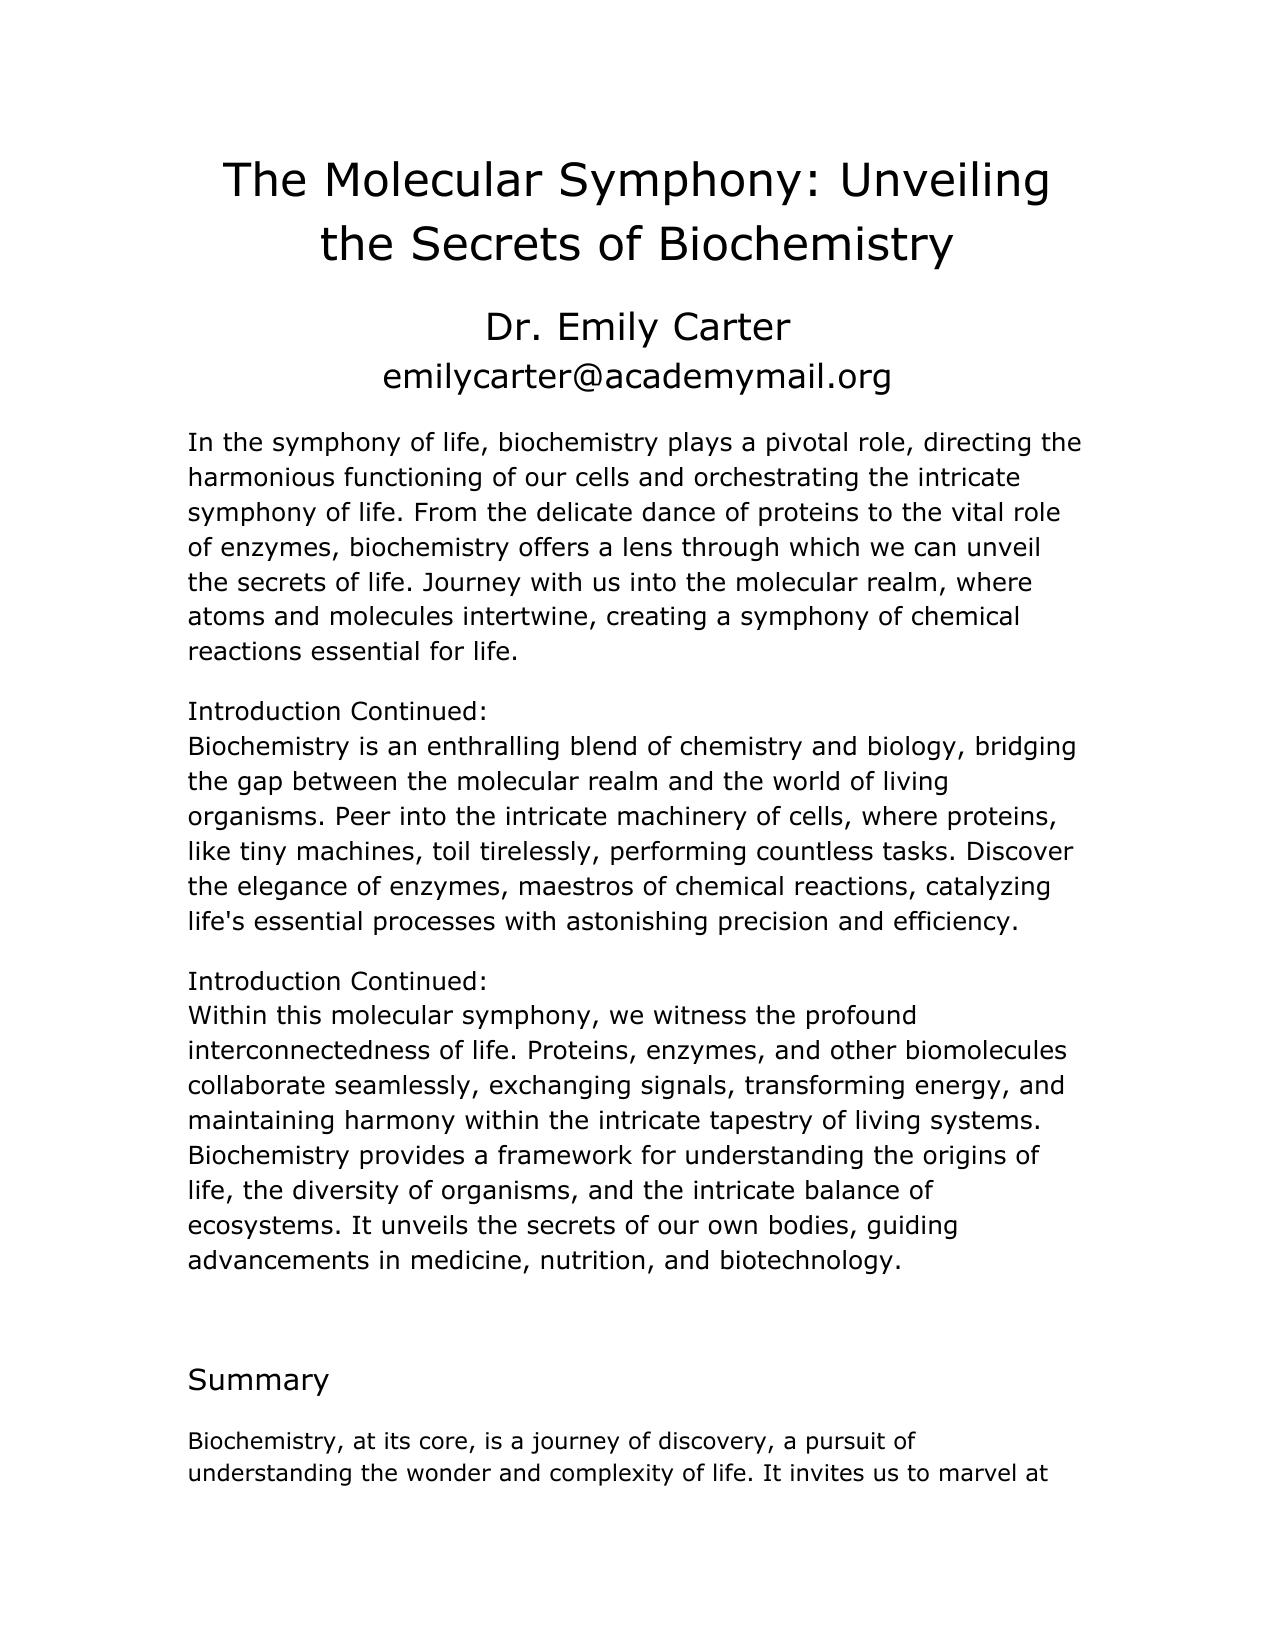 The Molecular Symphony: Unveiling
the Secrets of Biochemistry
Dr. Emily Carter
emilycarter@academymail.org
In the symphony of life, biochemistry plays a pivotal role, directing the
harmonious functioning of our cells and orchestrating the intricate
symphony of life. From the delicate dance of proteins to the vital role
of enzymes, biochemistry offers a lens through which we can unveil
the secrets of life. Journey with us into the molecular realm, where
atoms and molecules intertwine, creating a symphony of chemical
reactions essential for life.
Introduction Continued:
Biochemistry is an enthralling blend of chemistry and biology, bridging
the gap between the molecular realm and the world of living
organisms. Peer into the intricate machinery of cells, where proteins,
like tiny machines, toil tirelessly, performing countless tasks. Discover
the elegance of enzymes, maestros of chemical reactions, catalyzing
life's essential processes with astonishing precision and efficiency.
Introduction Continued:
Within this molecular symphony, we witness the profound
interconnectedness of life. Proteins, enzymes, and other biomolecules
collaborate seamlessly, exchanging signals, transforming energy, and
maintaining harmony within the intricate tapestry of living systems.
Biochemistry provides a framework for understanding the origins of
life, the diversity of organisms, and the intricate balance of
ecosystems. It unveils the secrets of our own bodies, guiding
advancements in medicine, nutrition, and biotechnology.
Summary
Biochemistry, at its core, is a journey of discovery, a pursuit of
understanding the wonder and complexity of life. It invites us to marvel at